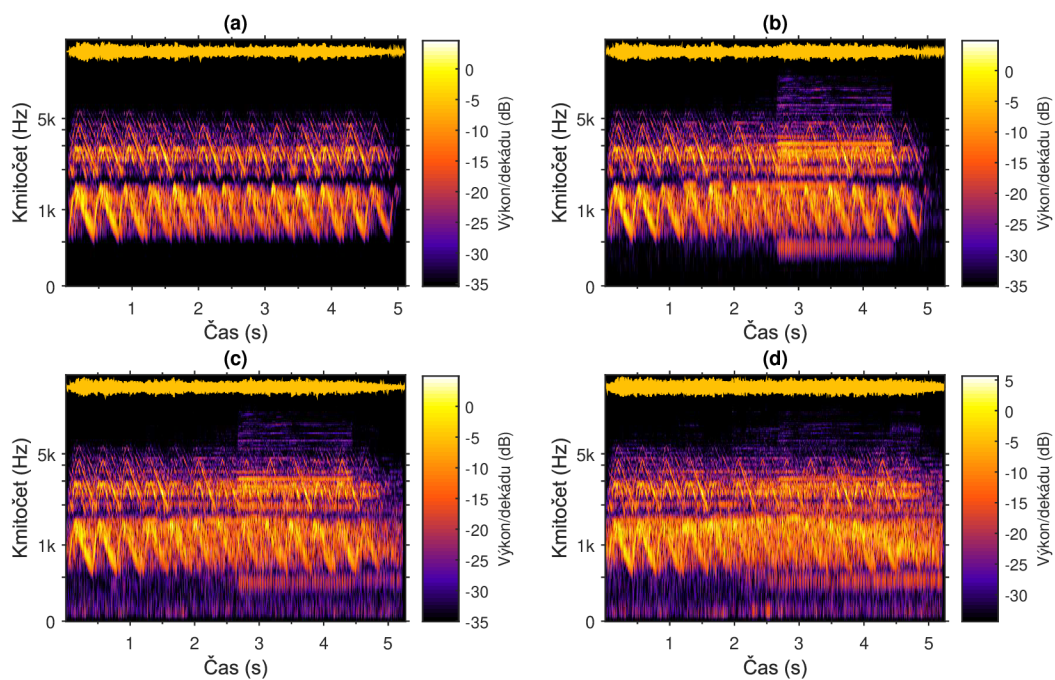 (a)
Kmitočet (Hz)
5k
1k
0
1 2 3 4 5
Čas (s)
0
-5
-10
-15
-20
-25
-30
-35
Výkon/dekádu (dB)
(b)
Kmitočet (Hz)
5k
1k
0
1 2 3 4 5
Čas (s)
0
-5
-10
-15
-20
-25
-30
-35
Výkon/dekádu (dB)
(c)
Kmitočet (Hz)
5k
1k
0
1 2 3 4 5
Čas (s)
0
-5
-10
-15
-20
-25
-30
-35
Výkon/dekádu (dB)
(d)
Kmitočet (Hz)
5k
1k
0
1 2 3 4 5
Čas (s)
5
0
-5
-10
-15
-20
-25
-30
Výkon/dekádu (dB)